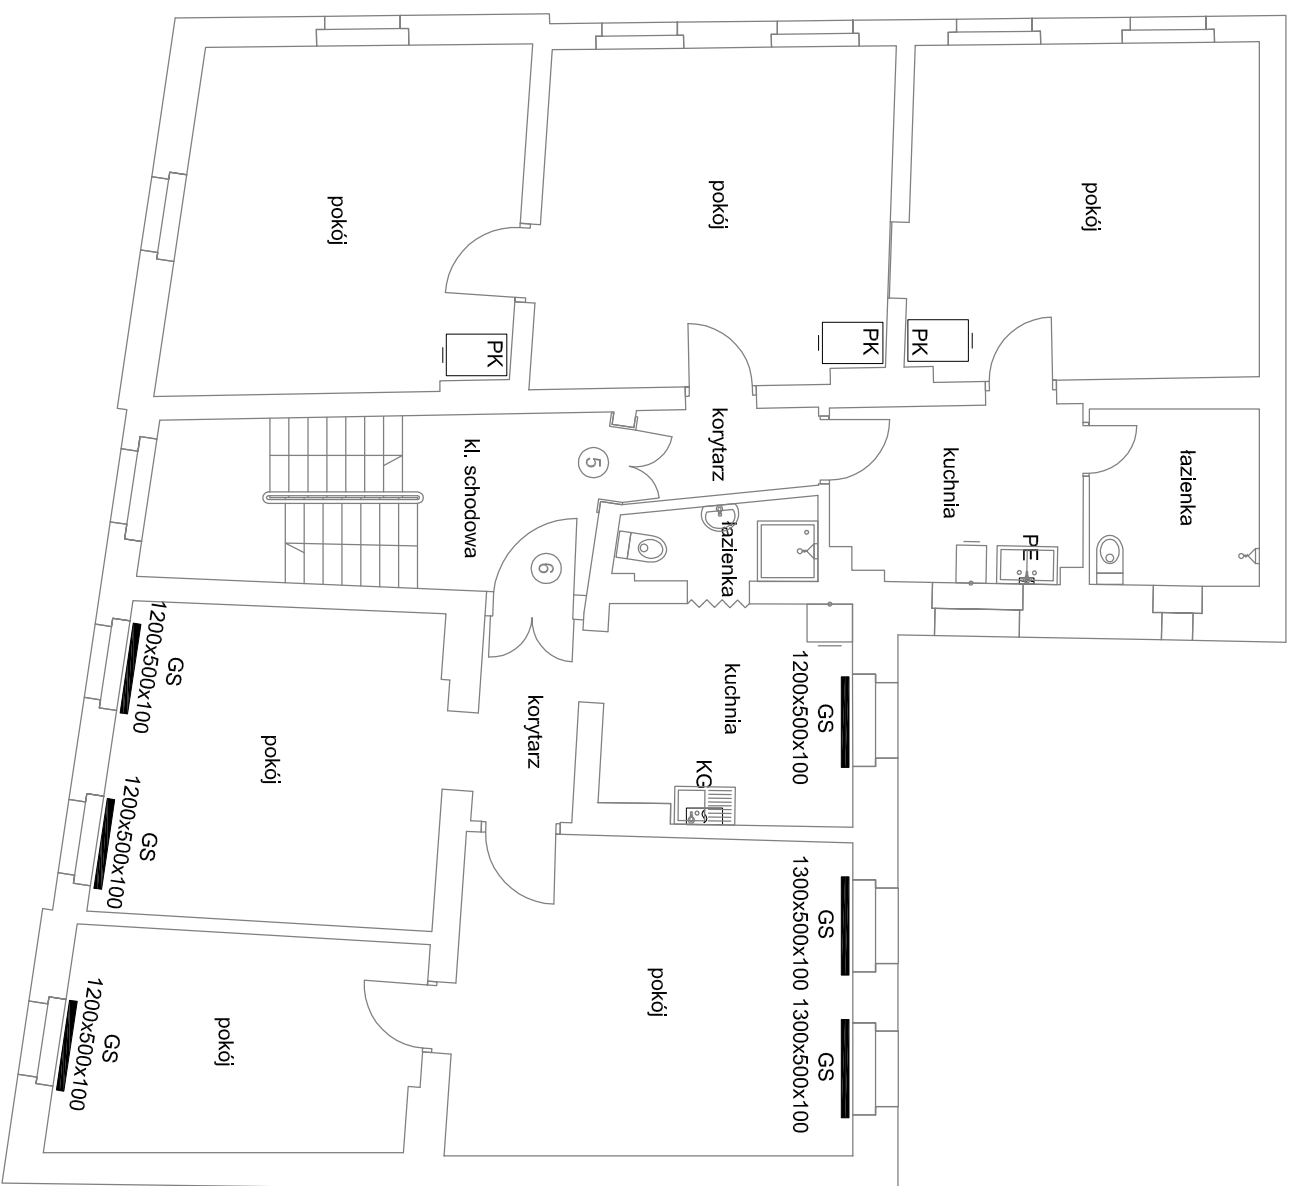 pokój
pokój
pokój
PK
PK
PK
korytarz
kl. schodowa
5
kuchnia
łazienka
łazienka
PE
6
GS
1200x500x100
pokój
korytarz
kuchnia
GS
1200x500x100
KG
GS
1200x500x100
GS
1300x500x100
pokój
GS
1200x500x100
pokój
GS
1300x500x100